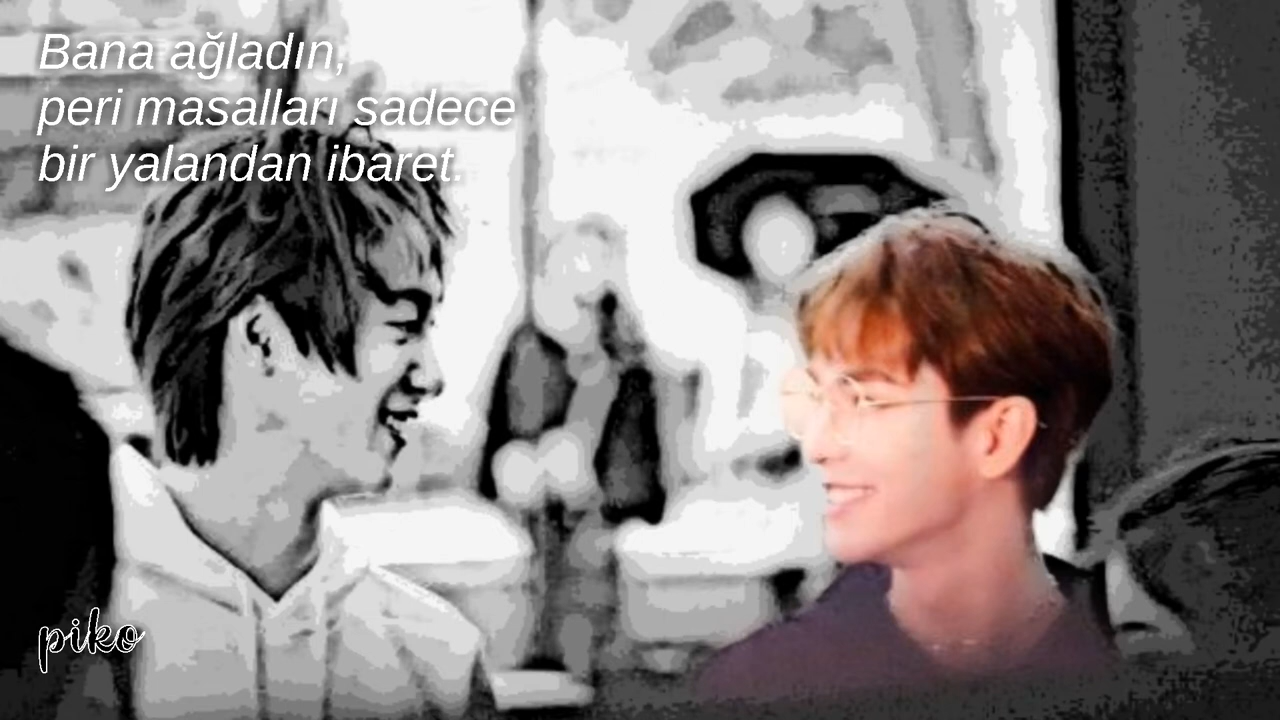 Bana ağladın,
peri masalları sadece
bir yalandan ibaret.
piko